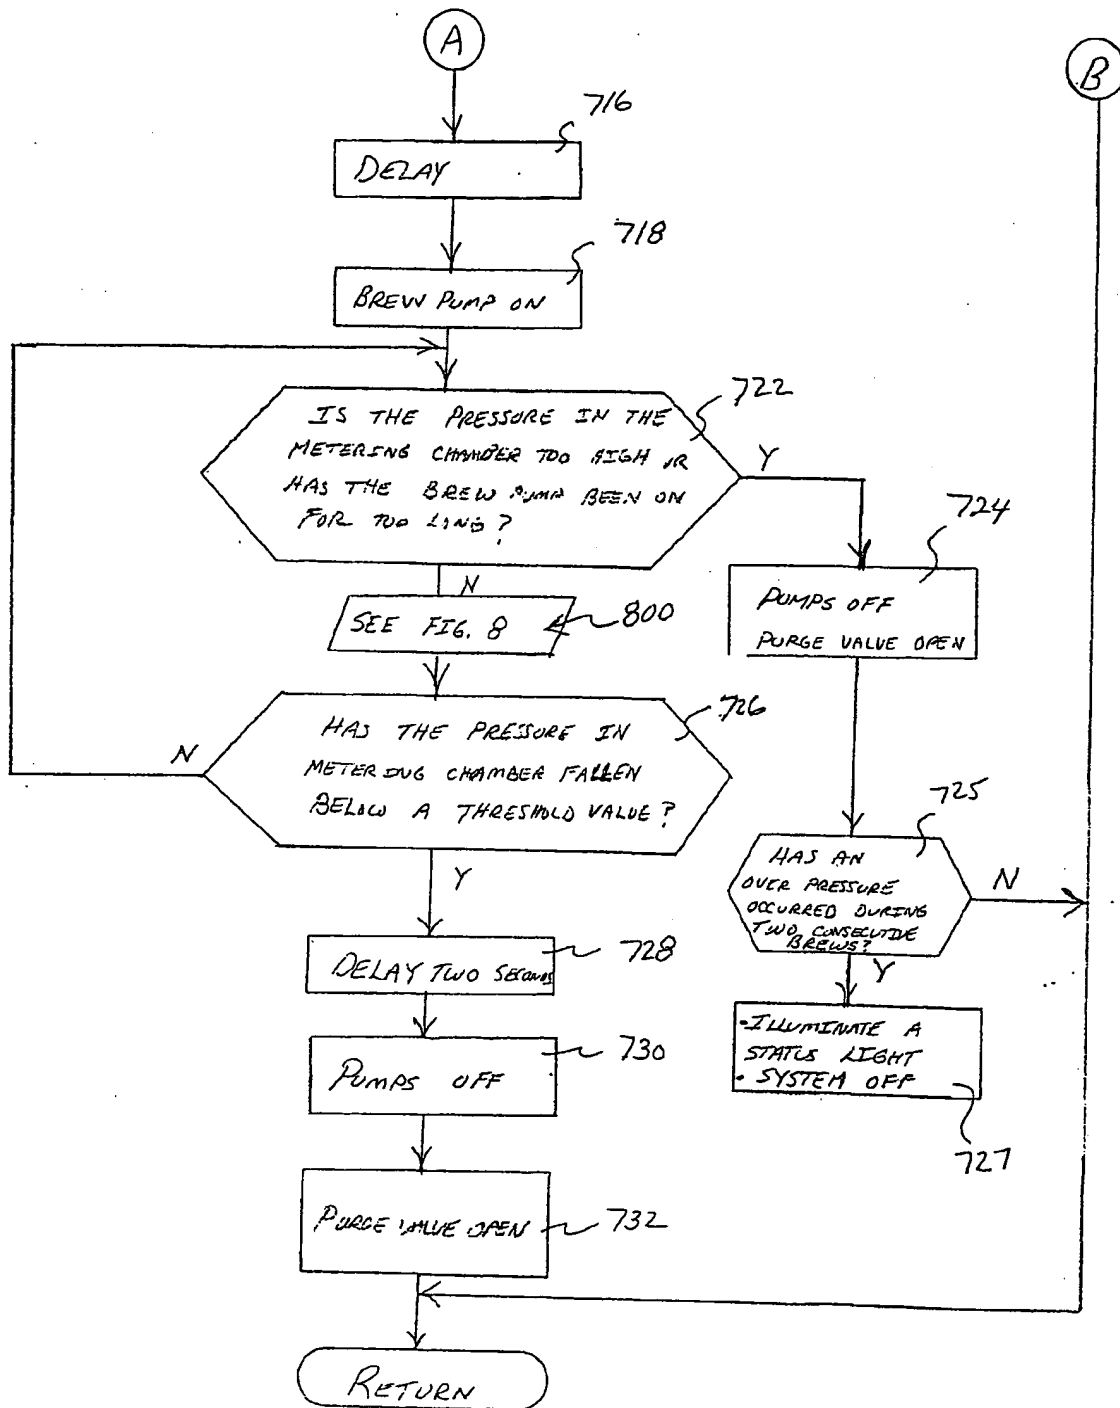 A
B
716
DELAY
718
BREW PUMP ON
722
IS THE PRESSURE IN THE
METERING CHAMBER TOO HIGH OR
HAS THE BREW PUMP BEEN ON
FOR TOO LONG?
Y
N
724
PUMPS OFF
PURGE VALUE OPEN
SEE FIG. 8
800
726
HAS THE PRESSURE IN
METERING CHAMBER FALLEN
BELOW A THRESHOLD VALUE?
N
Y
725
HAS AN
OVER PRESSURE
OCCURRED DURING
TWO CONSECUTIVE
BREWS?
N
Y
728
DELAY TWO SECONDS
727
-ILLUMINATE A
STATUS LIGHT
• SYSTEM OFF
730
PUMPS OFF
732
PURGE VALUE OPEN
RETURN